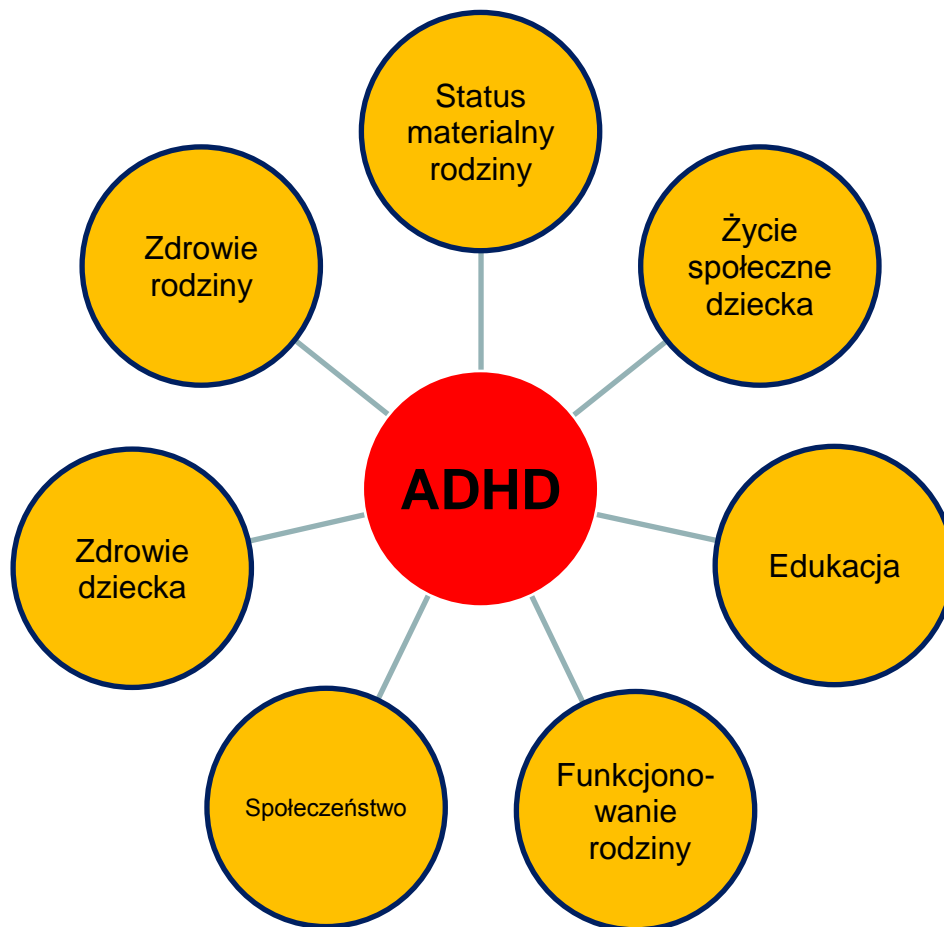 Status
materialny
rodziny
Życie
społeczne
dziecka
Edukacja
Funkcjono-
wanie
rodziny
Społeczeństwo
Zdrowie
dziecka
Zdrowie
rodziny
ADHD